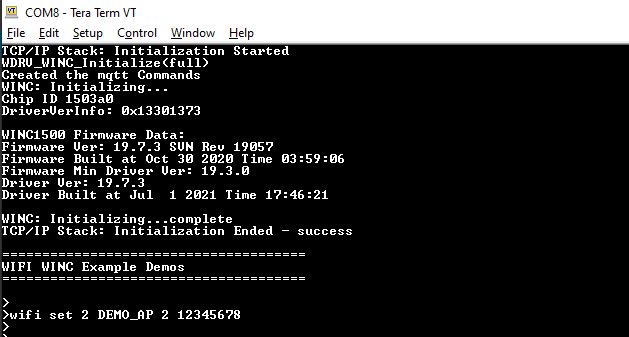 COM8 - Tera Term VT
File Edit Setup Control Window Help
TCP/IP Stack: Initialization Started
WDRU_WINC_Initialize(full)
Created the mqtt Commands
WINC: Initializing...
Chip ID 1503a0
DriverVerInfo: 0x13301373
WINC1500 Firmware Data:
Firmware Ver: 19.7.3 SVN Rev 19057
Firmware Built at Oct 30 2020 Time 03:59:06
Firmware Min Driver Ver: 19.3.0
Driver Ver: 19.7.3
Driver Built at Jul  1 2021 Time 17:46:21
WINC: Initializing...complete
TCP/IP Stack: Initialization Ended - success
======================================
WIFI WINC Example Demos
======================================
>
>wifi set 2 DEMO_AP 2 12345678
>
>